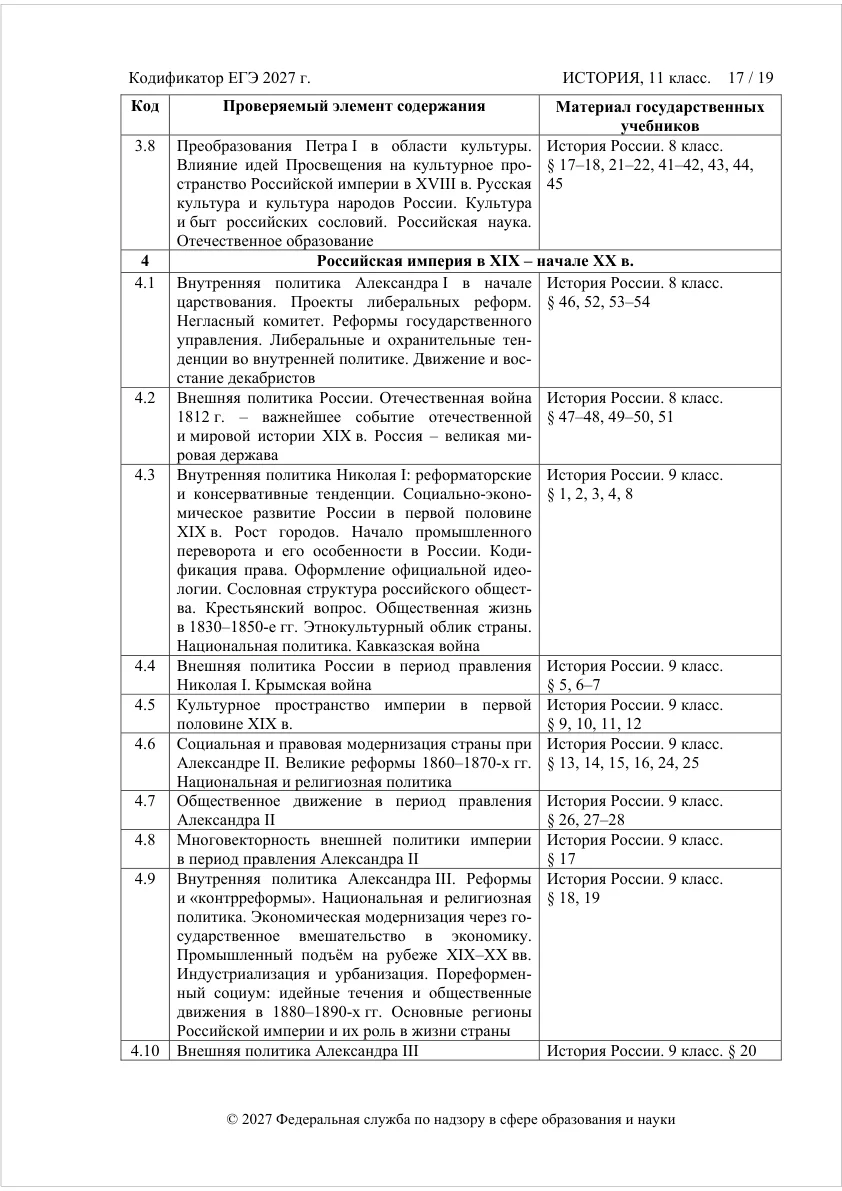 Кодификатор ЕГЭ 2027 г. ИСТОРИЯ, 11 класс. 17 / 19
Код Проверяемый элемент содержания Материал государственных
учебников
3.8 Преобразования Петра I в области культуры. История России. 8 класс.
Влияние идей Просвещения на культурное про- § 17–18, 21–22, 41–42, 43, 44,
странство Российской империи в XVIII в. Русская 45
культура и культура народов России. Культура
и быт российских сословий. Российская наука.
Отечественное образование
4 Российская империя в XIX – начале XX в.
4.1 Внутренняя политика Александра I в начале История России. 8 класс.
царствования. Проекты либеральных реформ. § 46, 52, 53–54
Негласный комитет. Реформы государственного
управления. Либеральные и охранительные тен-
денции во внутренней политике. Движение и вос-
стание декабристов
4.2 Внешняя политика России. Отечественная война История России. 8 класс.
1812 г. – важнейшее событие отечественной § 47–48, 49–50, 51
и мировой истории XIX в. Россия – великая ми-
ровая держава
4.3 Внутренняя политика Николая I: реформаторские История России. 9 класс.
и консервативные тенденции. Социально-эконо- § 1, 2, 3, 4, 8
мическое развитие России в первой половине
XIX в. Рост городов. Начало промышленного
переворота и его особенности в России. Коди-
фикация права. Оформление официальной идео-
логии. Сословная структура российского общест-
ва. Крестьянский вопрос. Общественная жизнь
в 1830–1850-е гг. Этнокультурный облик страны.
Национальная политика. Кавказская война
4.4 Внешняя политика России в период правления История России. 9 класс.
Николая I. Крымская война § 5, 6–7
4.5 Культурное пространство империи в первой История России. 9 класс.
половине XIX в. § 9, 10, 11, 12
4.6 Социальная и правовая модернизация страны при История России. 9 класс.
Александре II. Великие реформы 1860–1870-х гг. § 13, 14, 15, 16, 24, 25
Национальная и религиозная политика
4.7 Общественное движение в период правления История России. 9 класс.
Александра II § 26, 27–28
4.8 Многовекторность внешней политики империи История России. 9 класс.
в период правления Александра II § 17
4.9 Внутренняя политика Александра III. Реформы История России. 9 класс.
и «контрреформы». Национальная и религиозная § 18, 19
политика. Экономическая модернизация через го-
сударственное вмешательство в экономику.
Промышленный подъём на рубеже XIX–XX вв.
Индустриализация и урбанизация. Пореформен-
ный социум: идейные течения и общественные
движения в 1880–1890-х гг. Основные регионы
Российской империи и их роль в жизни страны
4.10 Внешняя политика Александра III История России. 9 класс. § 20
© 2027 Федеральная служба по надзору в сфере образования и науки